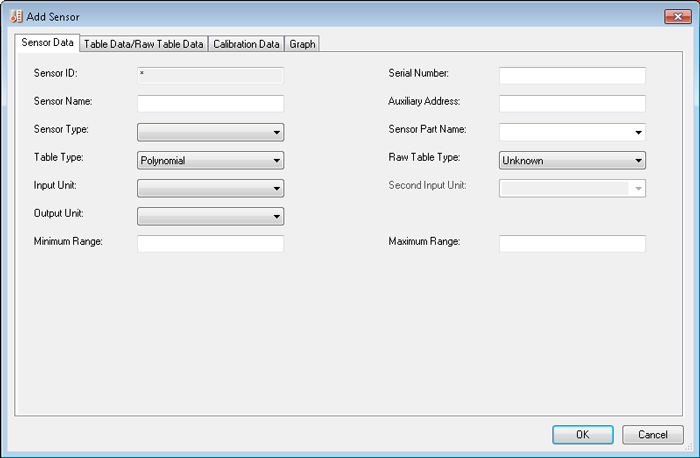 Add Sensor
Sensor Data Table Data/Raw Table Data Calibration Data Graph
Sensor ID: * Serial Number:
Sensor Name: Auxiliary Address:
Sensor Type: Sensor Part Name:
Table Type: Polynomial Raw Table Type: Unknown
Input Unit: Second Input Unit:
Output Unit:
Minimum Range: Maximum Range:
OK Cancel